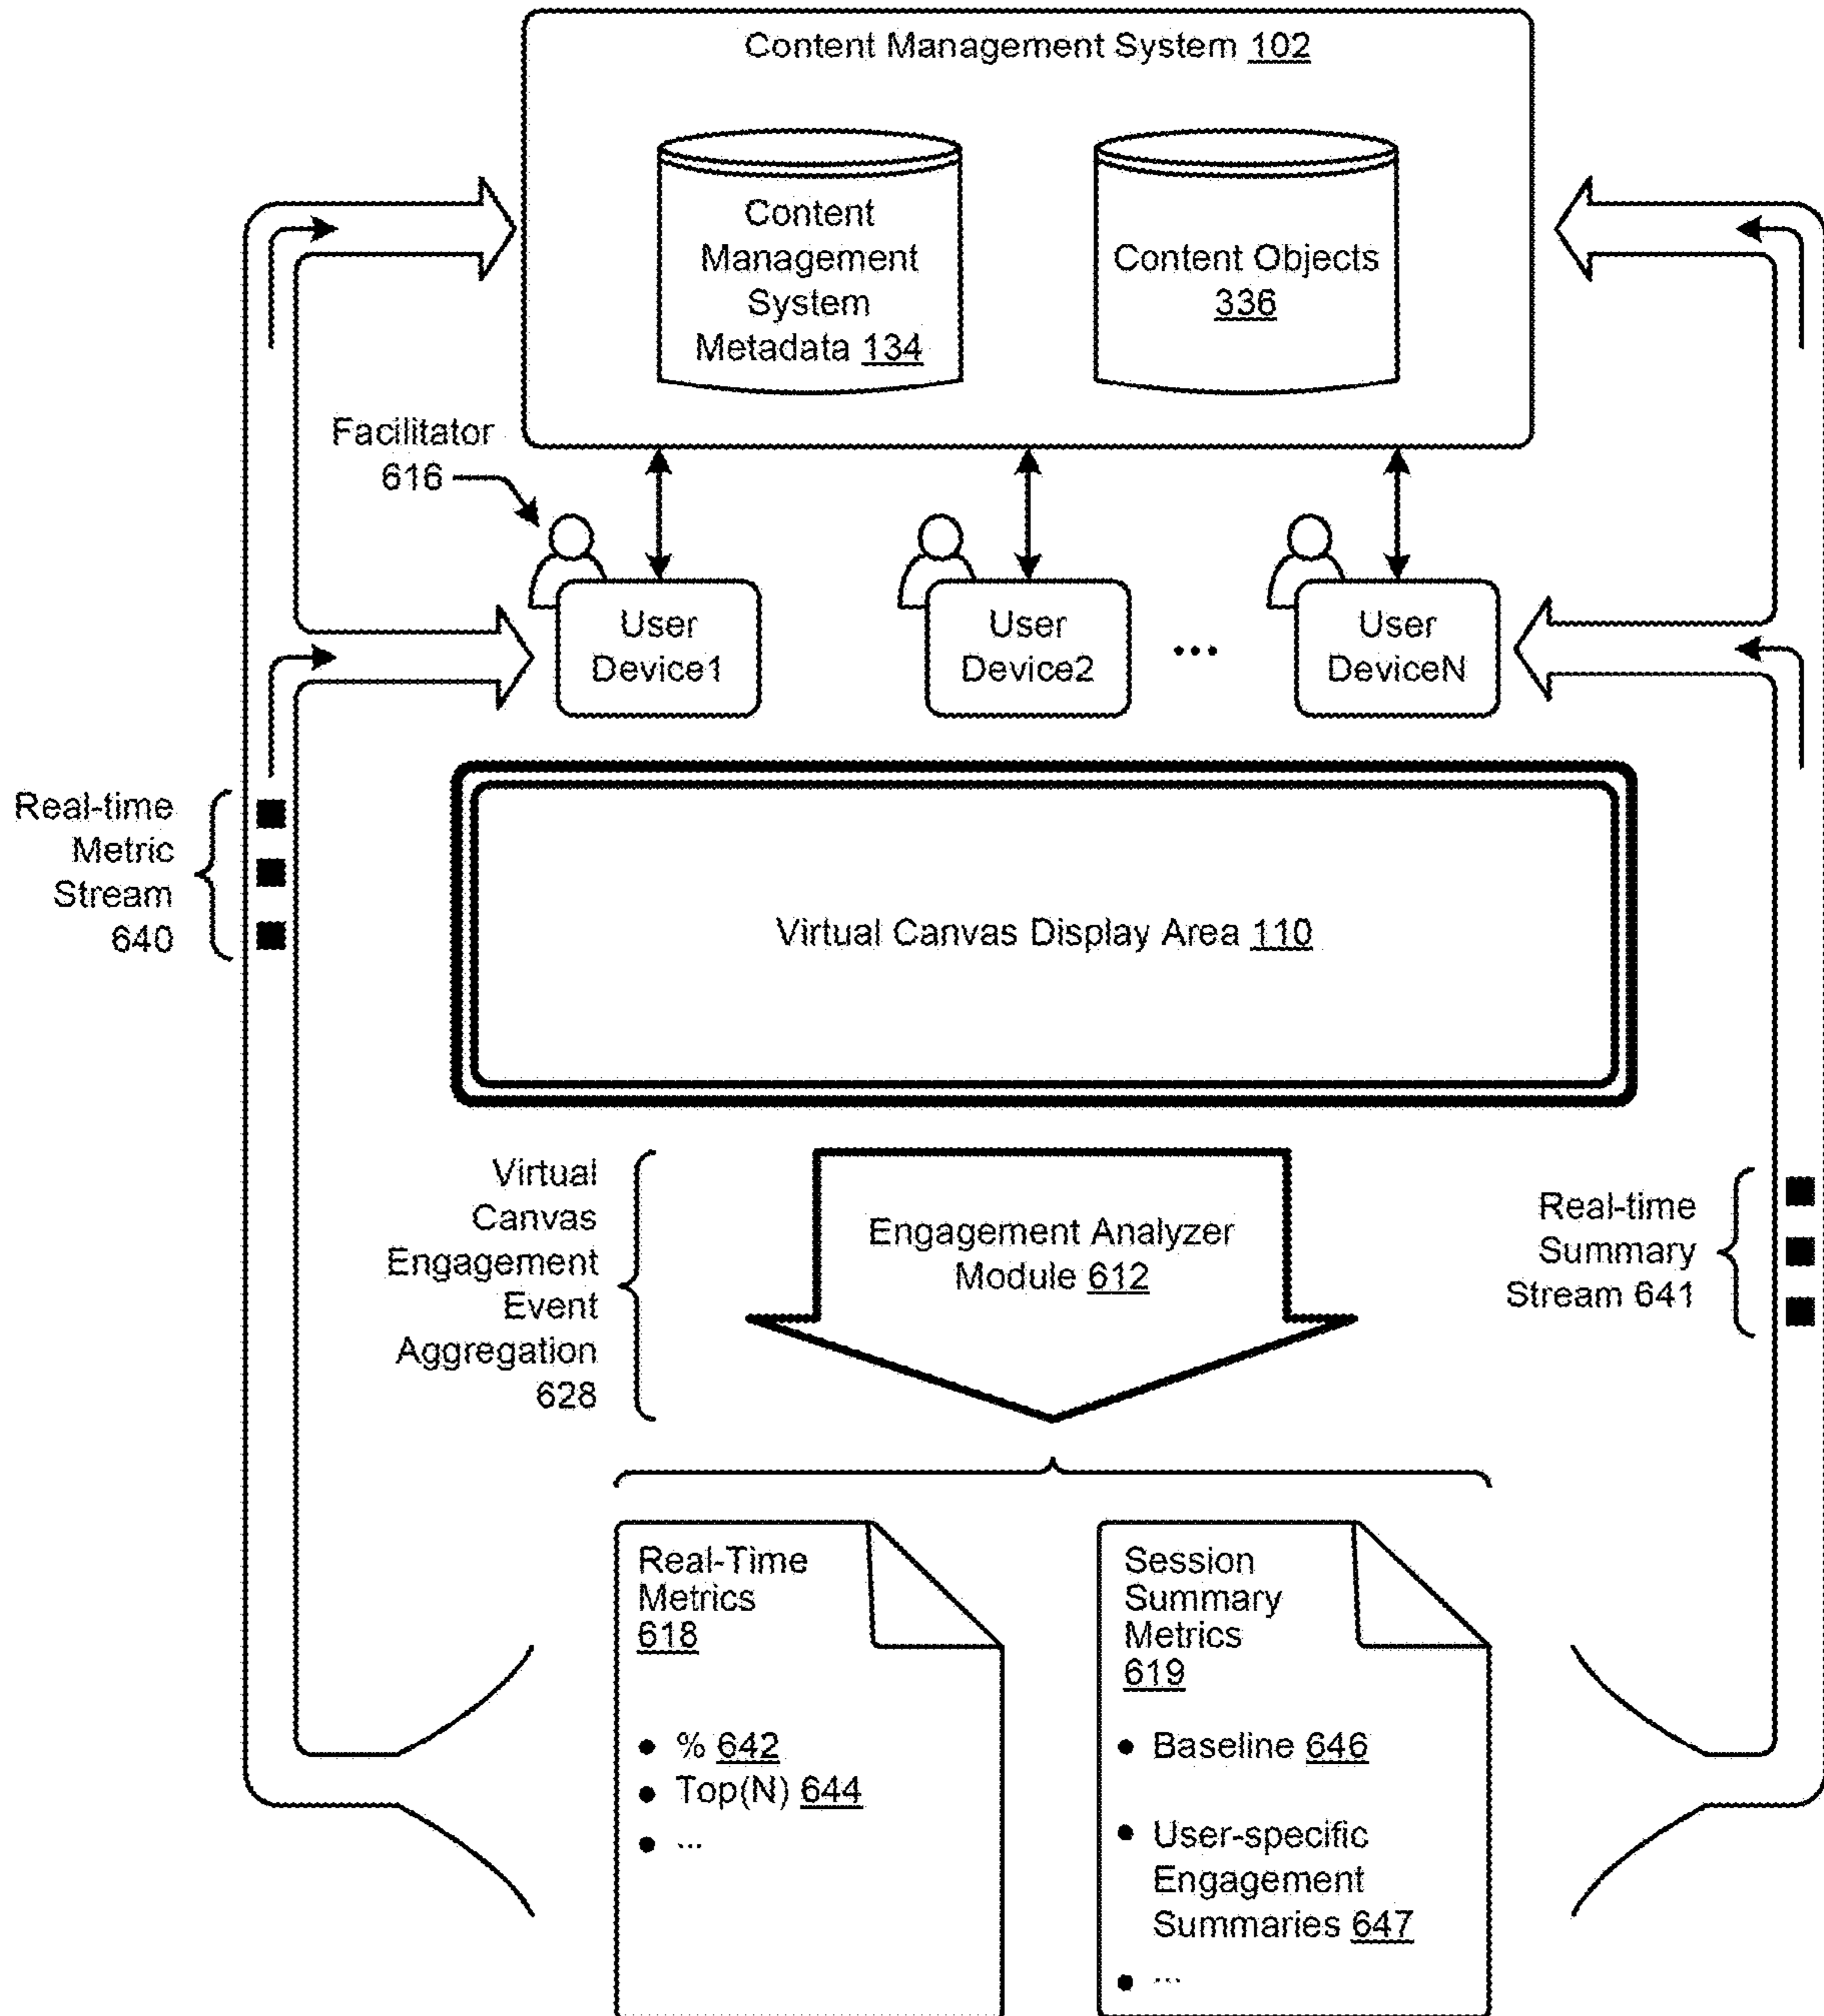 Content Management System 102
Content
Management
System
Metadata 134
Content Objects
336
Facilitator
616
User
Device1
User
Device2
...
User
DeviceN
Real-time
Metric
Stream
640
Virtual Canvas Display Area 110
Virtual
Canvas
Engagement
Event
Aggregation
628
Engagement Analyzer
Module 612
Real-time
Summary
Stream 641
Real-Time
Metrics
618
• % 642
• Top(N) 644
• ...
Session
Summary
Metrics
619
• Baseline 646
• User-specific
Engagement
Summaries 647
• ...